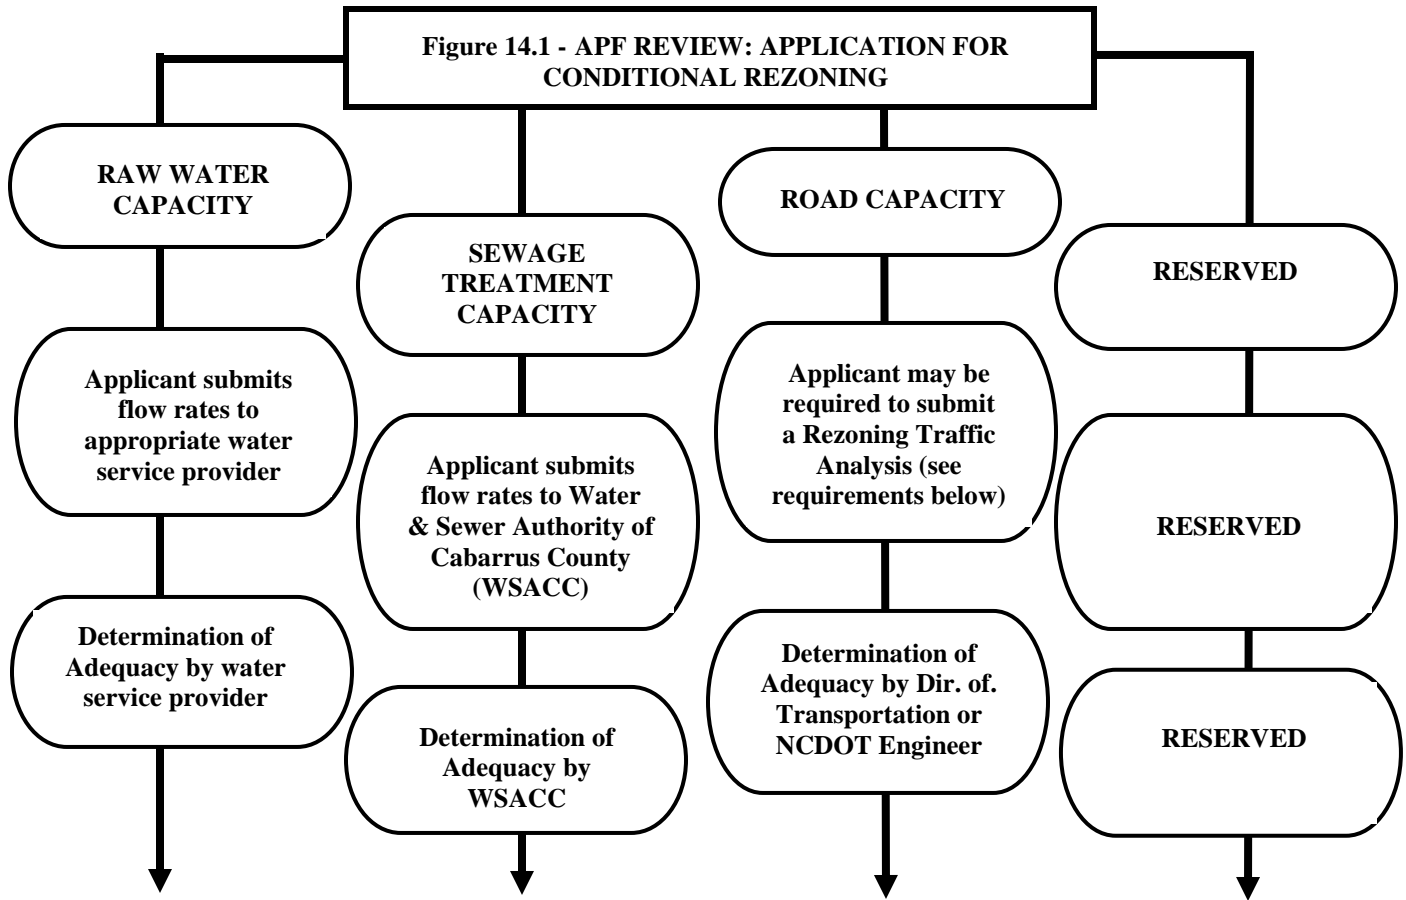 Figure 14.1 - APF REVIEW: APPLICATION FOR
CONDITIONAL REZONING
RAW WATER
CAPACITY
Applicant submits
flow rates to
appropriate water
service provider
Determination of
Adequacy by water
service provider
SEWAGE
TREATMENT
CAPACITY
Applicant submits
flow rates to Water
& Sewer Authority of
Cabarrus County
(WSACC)
Determination of
Adequacy by
WSACC
ROAD CAPACITY
Applicant may be
required to submit
a Rezoning Traffic
Analysis (see
requirements below)
Determination of
Adequacy by Dir. of.
Transportation or
NCDOT Engineer
RESERVED
RESERVED
RESERVED